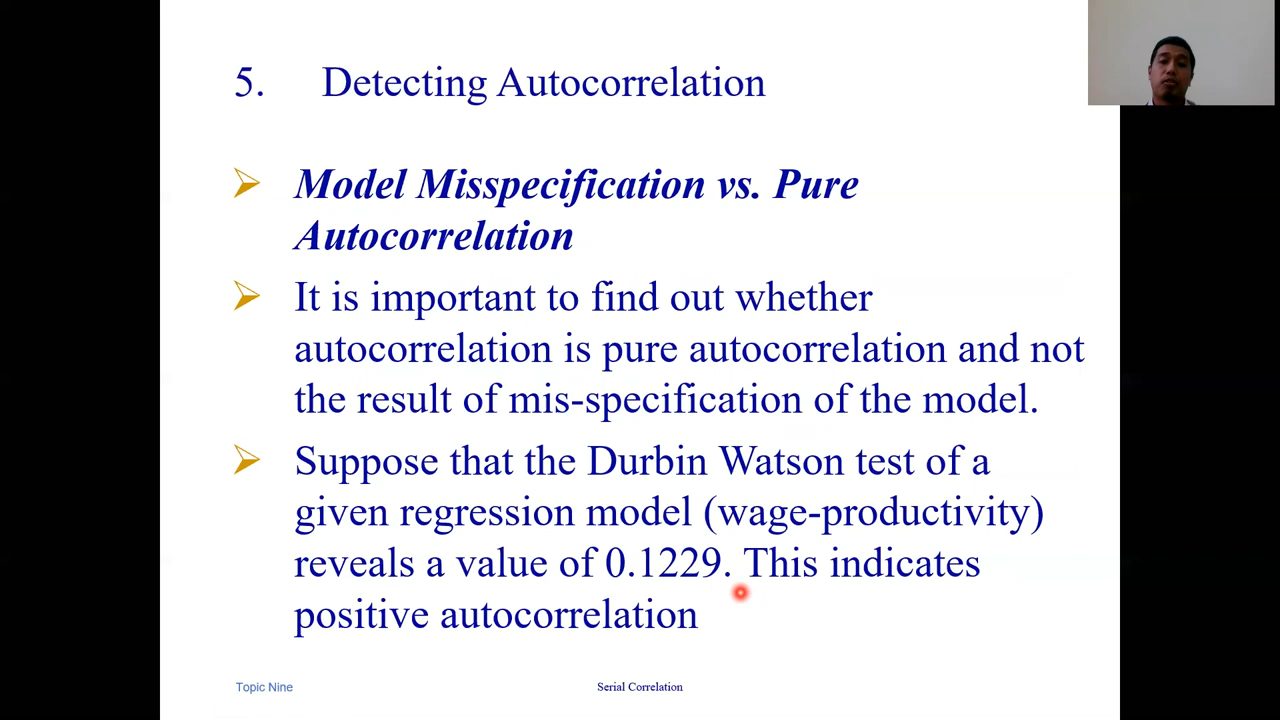 5. Detecting Autocorrelation
Model Misspecification vs. Pure
Autocorrelation
It is important to find out whether
autocorrelation is pure autocorrelation and not
the result of mis-specification of the model.
Suppose that the Durbin Watson test of a
given regression model (wage-productivity)
reveals a value of 0.1229. This indicates
positive autocorrelation
Topic Nine
Serial Correlation